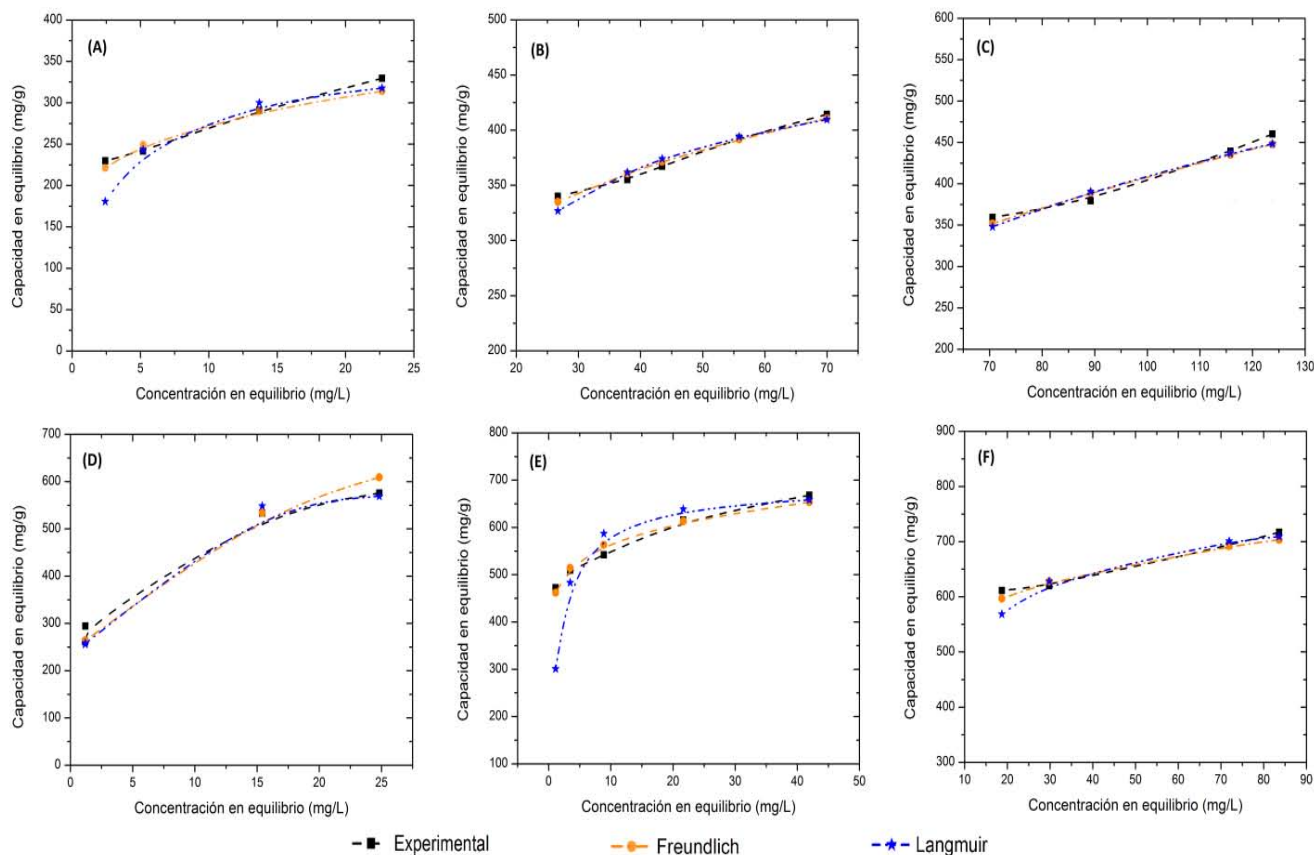 (A)
Capacidad en equilibrio (mg/g)
400
350
300
250
200
150
100
50
0
0 5 10 15 20 25
Concentración en equilibrio (mg/L)
(B)
Capacidad en equilibrio (mg/g)
500
450
400
350
300
250
200
20 30 40 50 60 70
Concentración en equilibrio (mg/L)
(C)
Capacidad en equilibrio (mg/g)
600
550
500
450
400
350
300
250
200
70 80 90 100 110 120 130
Concentración en equilibrio (mg/L)
(D)
Capacidad en equilibrio (mg/g)
700
600
500
400
300
200
100
0
0 5 10 15 20 25
Concentración en equilibrio (mg/L)
(E)
Capacidad en equilibrio (mg/g)
800
700
600
500
400
300
200
100
0 10 20 30 40 50
Concentración en equilibrio (mg/L)
(F)
Capacidad en equilibrio (mg/g)
900
800
700
600
500
400
300
10 20 30 40 50 60 70 80 90
Concentración en equilibrio (mg/L)
Experimental Freundlich Langmuir